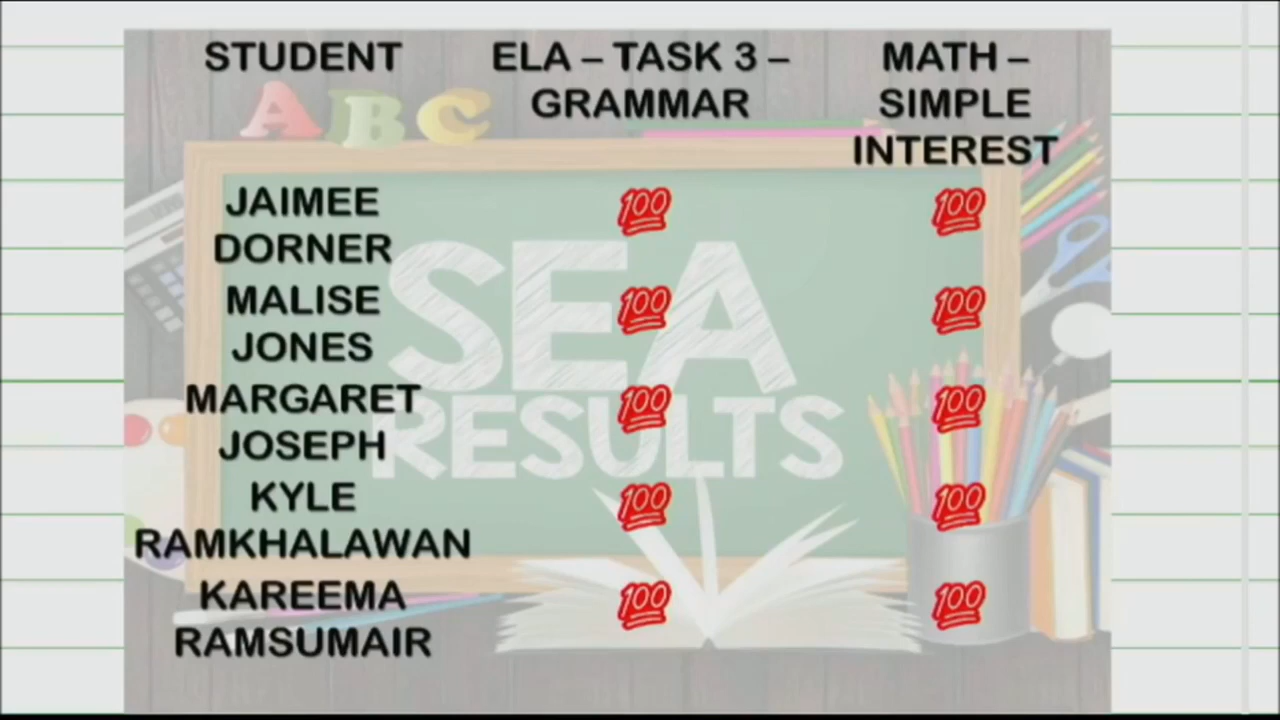 STUDENT ELA – TASK 3 – MATH –
GRAMMAR SIMPLE
INTEREST
ABC
JAIMEE 💯 💯
DORNER
MALISE 💯 💯
JONES
MARGARET 💯 💯
JOSEPH
KYLE 💯 💯
RAMKHALAWAN
KAREEMA 💯 💯
RAMSUMAIR
SEA
RESULTS